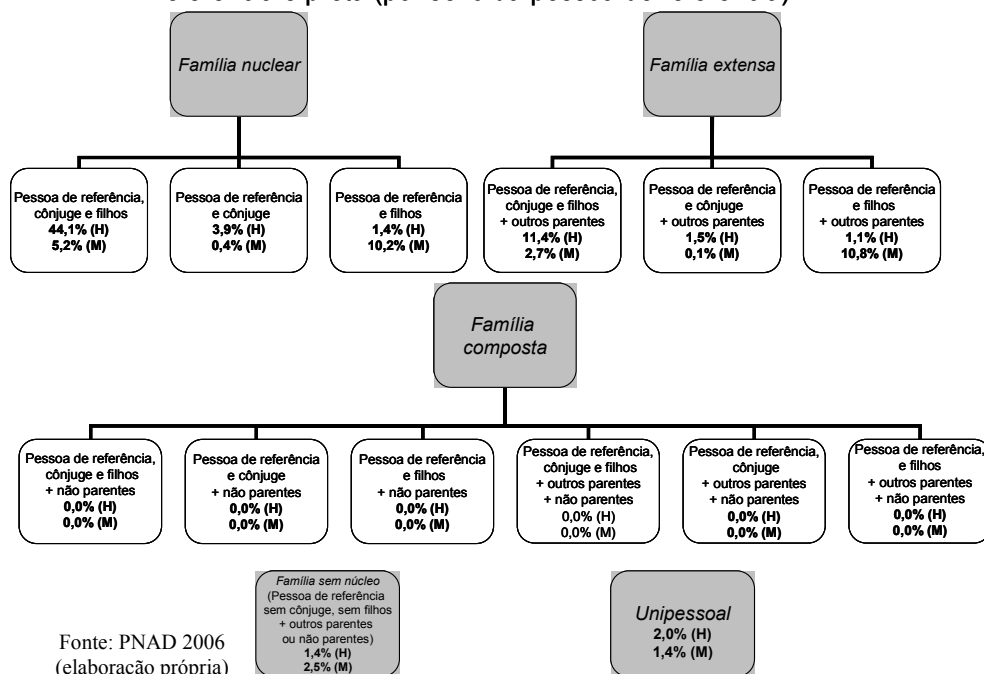 preta (por sexo da pessoa de referência)
Família nuclear
Família extensa
Pessoa de referência,
cônjuge e filhos
44,1% (H)
5,2% (M)
Pessoa de referência
e cônjuge
3,9% (H)
0,4% (M)
Pessoa de referência
e filhos
1,4% (H)
10,2% (M)
Pessoa de referência,
cônjuge e filhos
+ outros parentes
11,4% (H)
2,7% (M)
Pessoa de referência
e cônjuge
+ outros parentes
1,5% (H)
0,1% (M)
Pessoa de referência
e filhos
+ outros parentes
1,1% (H)
10,8% (M)
Família
composta
Pessoa de referência,
cônjuge e filhos
+ não parentes
0,0% (H)
0,0% (M)
Pessoa de referência
e cônjuge
+ não parentes
0,0% (H)
0,0% (M)
Pessoa de referência
e filhos
+ não parentes
0,0% (H)
0,0% (M)
Pessoa de referência,
cônjuge e filhos
+ outros parentes
+ não parentes
0,0% (H)
0,0% (M)
Pessoa de referência,
cônjuge
+ outros parentes
+ não parentes
0,0% (H)
0,0% (M)
Pessoa de referência,
e filhos
+ outros parentes
+ não parentes
0,0% (H)
0,0% (M)
Família sem núcleo
(Pessoa de referência
sem cônjuge, sem filhos
+ outros parentes
ou não parentes)
1,4% (H)
2,5% (M)
Unipessoal
2,0% (H)
1,4% (M)
Fonte: PNAD 2006
(elaboração própria)